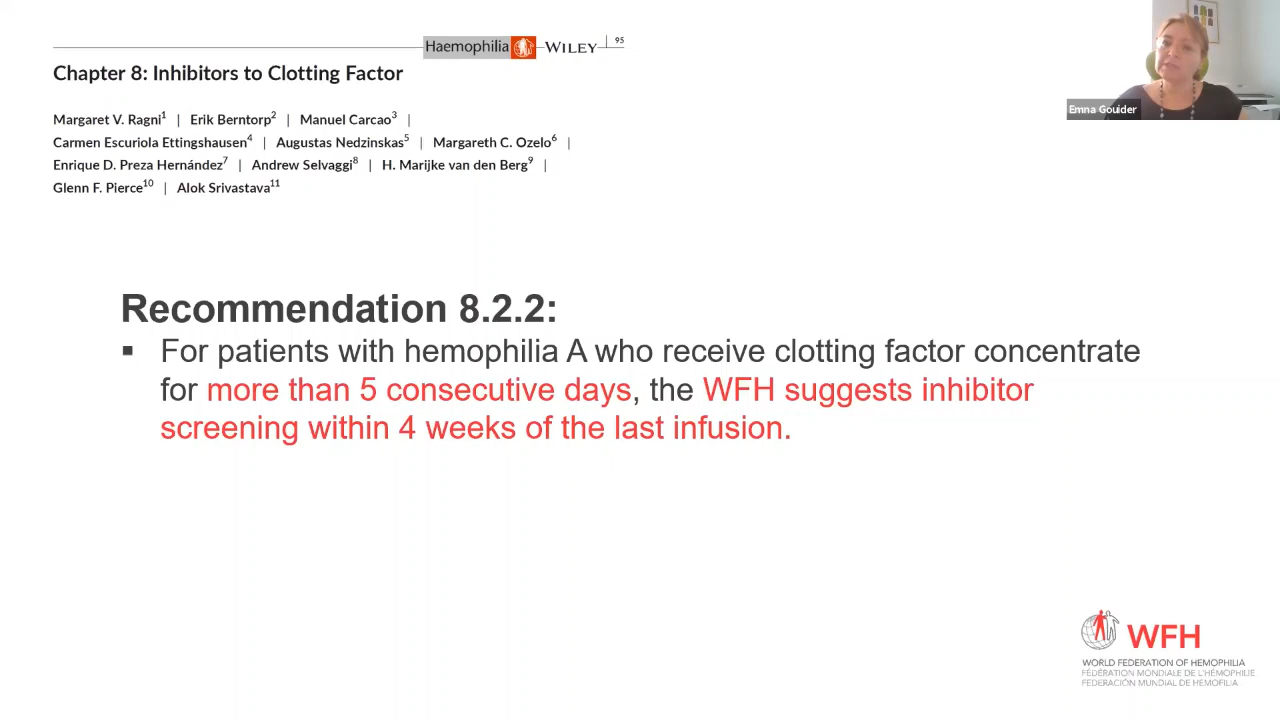 Haemophilia WILEY 95
Chapter 8: Inhibitors to Clotting Factor
Margaret V. Ragni1 | Erik Berntorp2 | Manuel Carcao3 |
Carmen Escuriola Ettingshausen4 | Augustas Nedzinskas5 | Margareth C. Ozelo6 |
Enrique D. Preza Hernández7 | Andrew Selvaggi8 | H. Marijke van den Berg9 |
Glenn F. Pierce10 | Alok Srivastava11
Emna Gouider
Recommendation 8.2.2:
▪ For patients with hemophilia A who receive clotting factor concentrate
for more than 5 consecutive days, the WFH suggests inhibitor
screening within 4 weeks of the last infusion.
WFH
WORLD FEDERATION OF HEMOPHILIA
FÉDÉRATION MONDIALE DE L'HÉMOPHILIE
FEDERACIÓN MUNDIAL DE HEMOFILIA